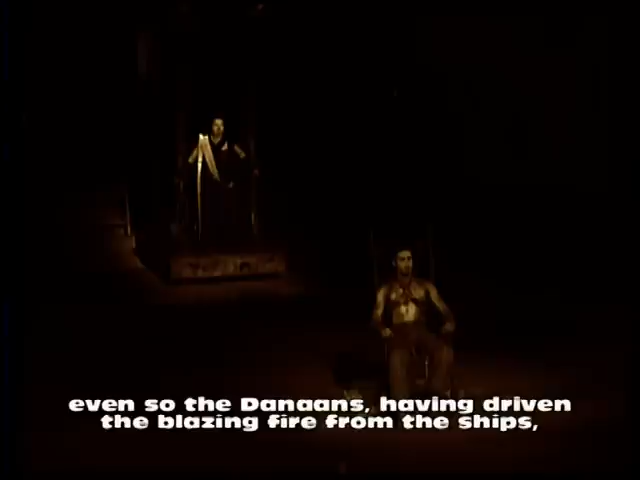 even so the Danaans, having driven
the blazing fire from the ships,